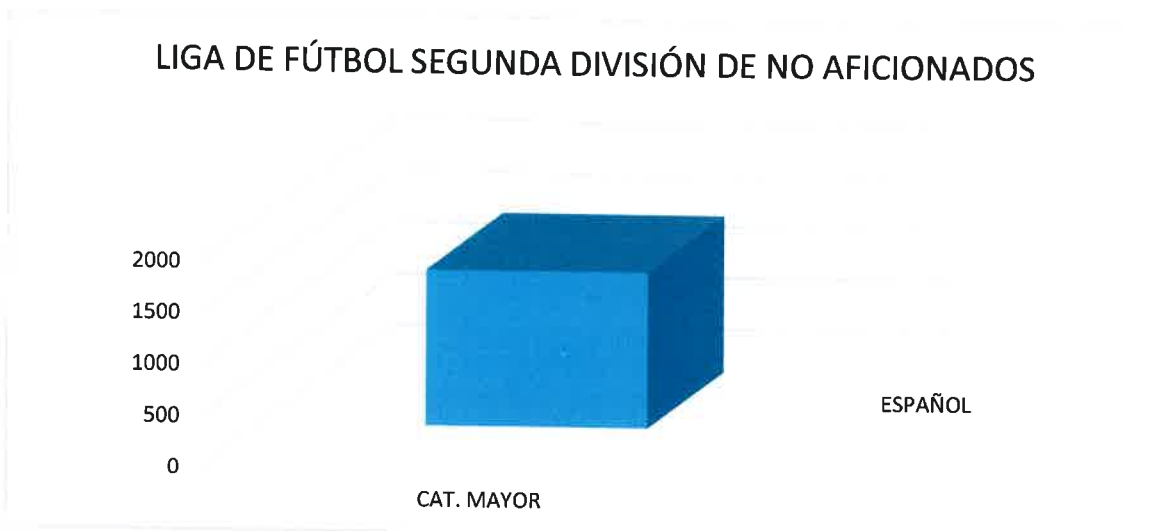 LIGA DE FÚTBOL SEGUNDA DIVISIÓN DE NO AFICIONADOS
2000
1500
1000
500
0
ESPAÑOL
CAT. MAYOR